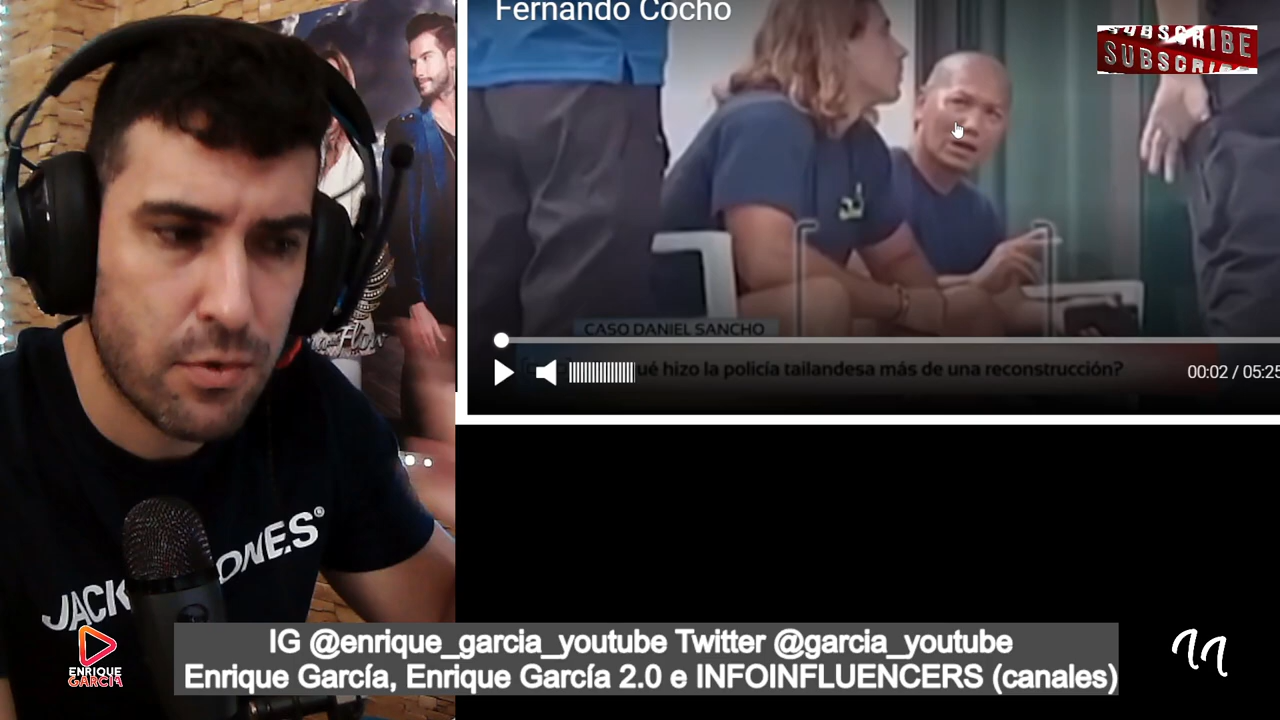 Fernando Cocho
SUBSCRIBE
SUBSCRIBE
CASO DANIEL SANCHO
hizo la policía tailandesa más de una reconstrucción?
00:02 / 05:25
JACK
JONES®
ENRIQUE
GARCÍA
IG @enrique_garcia_youtube Twitter @garcia_youtube
Enrique García, Enrique García 2.0 e INFOINFLUENCERS (canales)